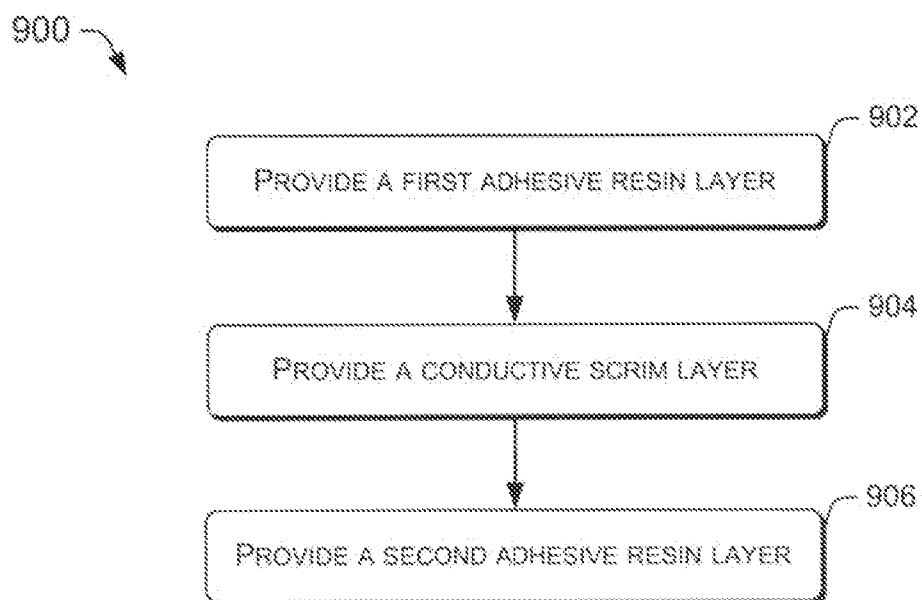 900
902
PROVIDE A FIRST ADHESIVE RESIN LAYER
904
PROVIDE A CONDUCTIVE SCRIM LAYER
906
PROVIDE A SECOND ADHESIVE RESIN LAYER